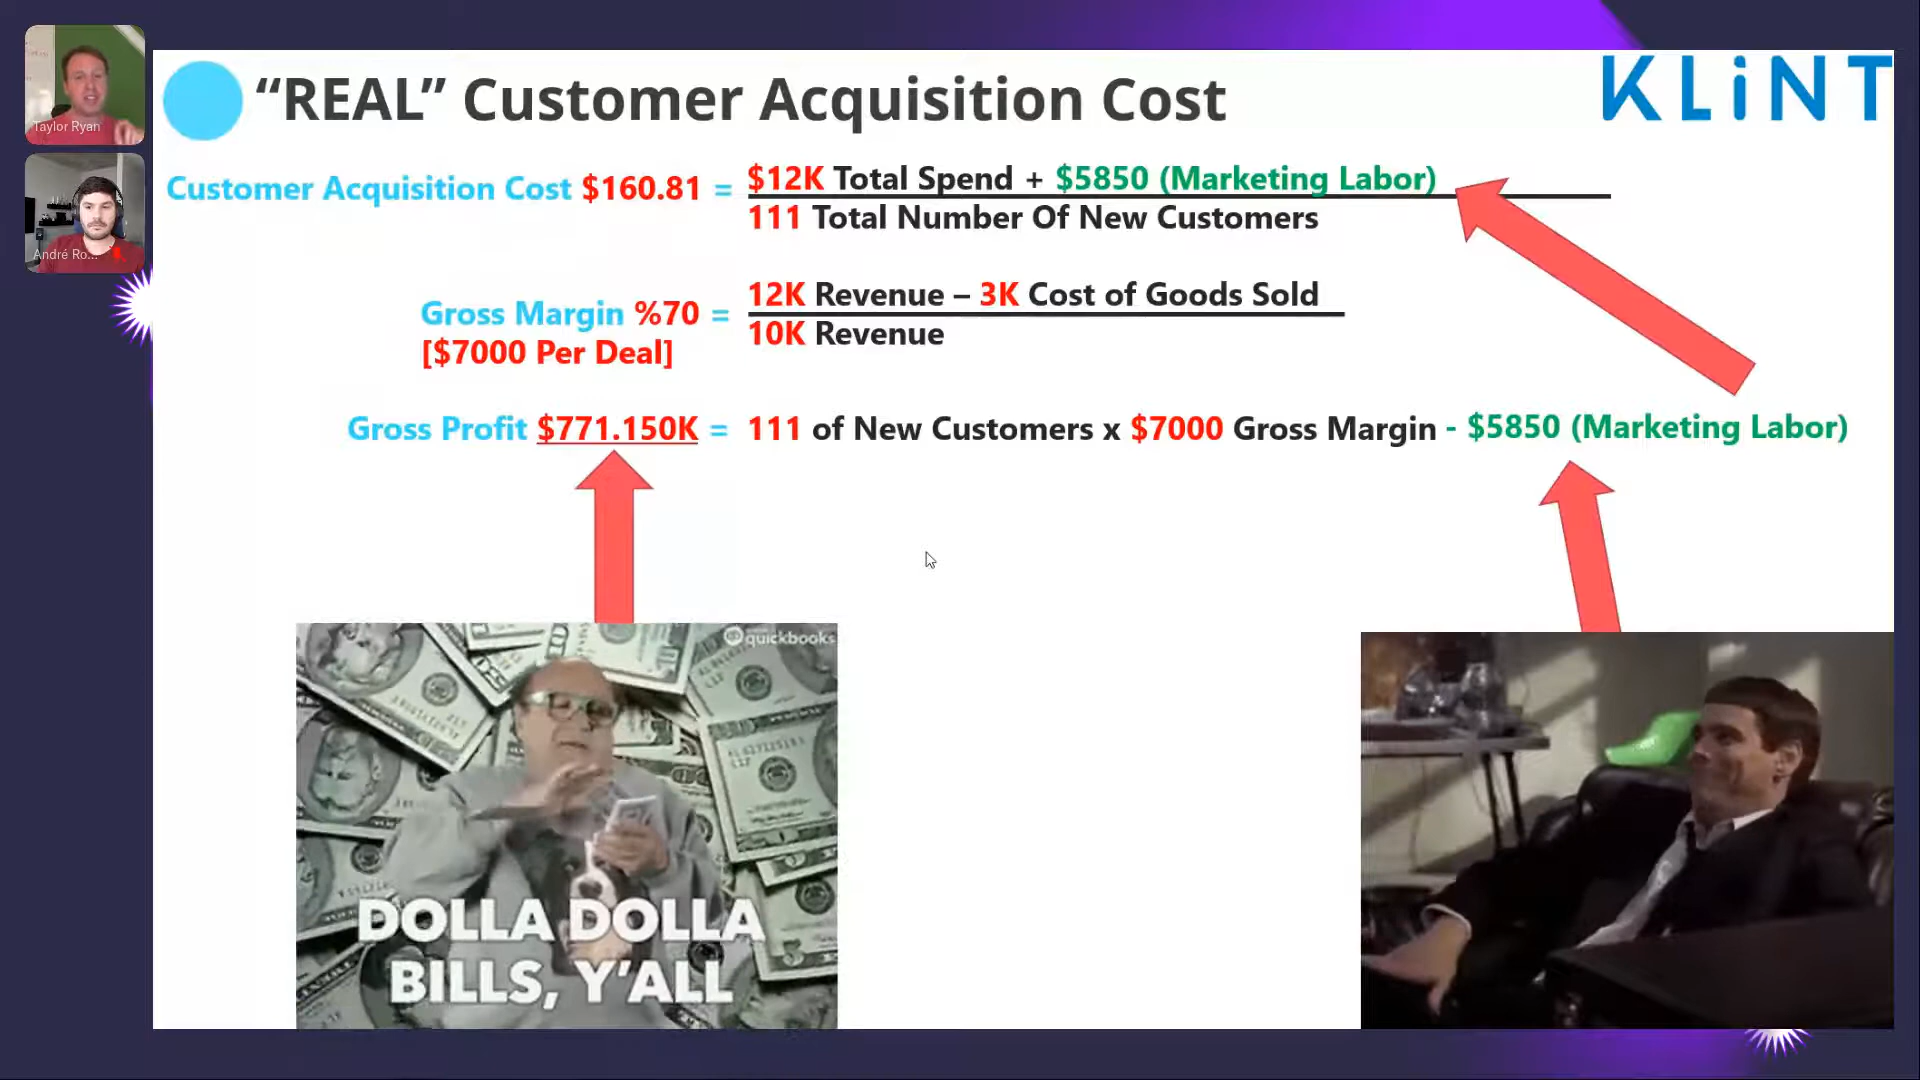 Taylor Ryan
André Ro...
"REAL" Customer Acquisition Cost
KLiNT
Customer Acquisition Cost $160.81 = $12K Total Spend + $5850 (Marketing Labor)
111 Total Number Of New Customers
Gross Margin %70 = 12K Revenue – 3K Cost of Goods Sold
10K Revenue
[$7000 Per Deal]
Gross Profit $771.150K = 111 of New Customers x $7000 Gross Margin - $5850 (Marketing Labor)
quickbooks
DOLLA DOLLA
BILLS, Y'ALL